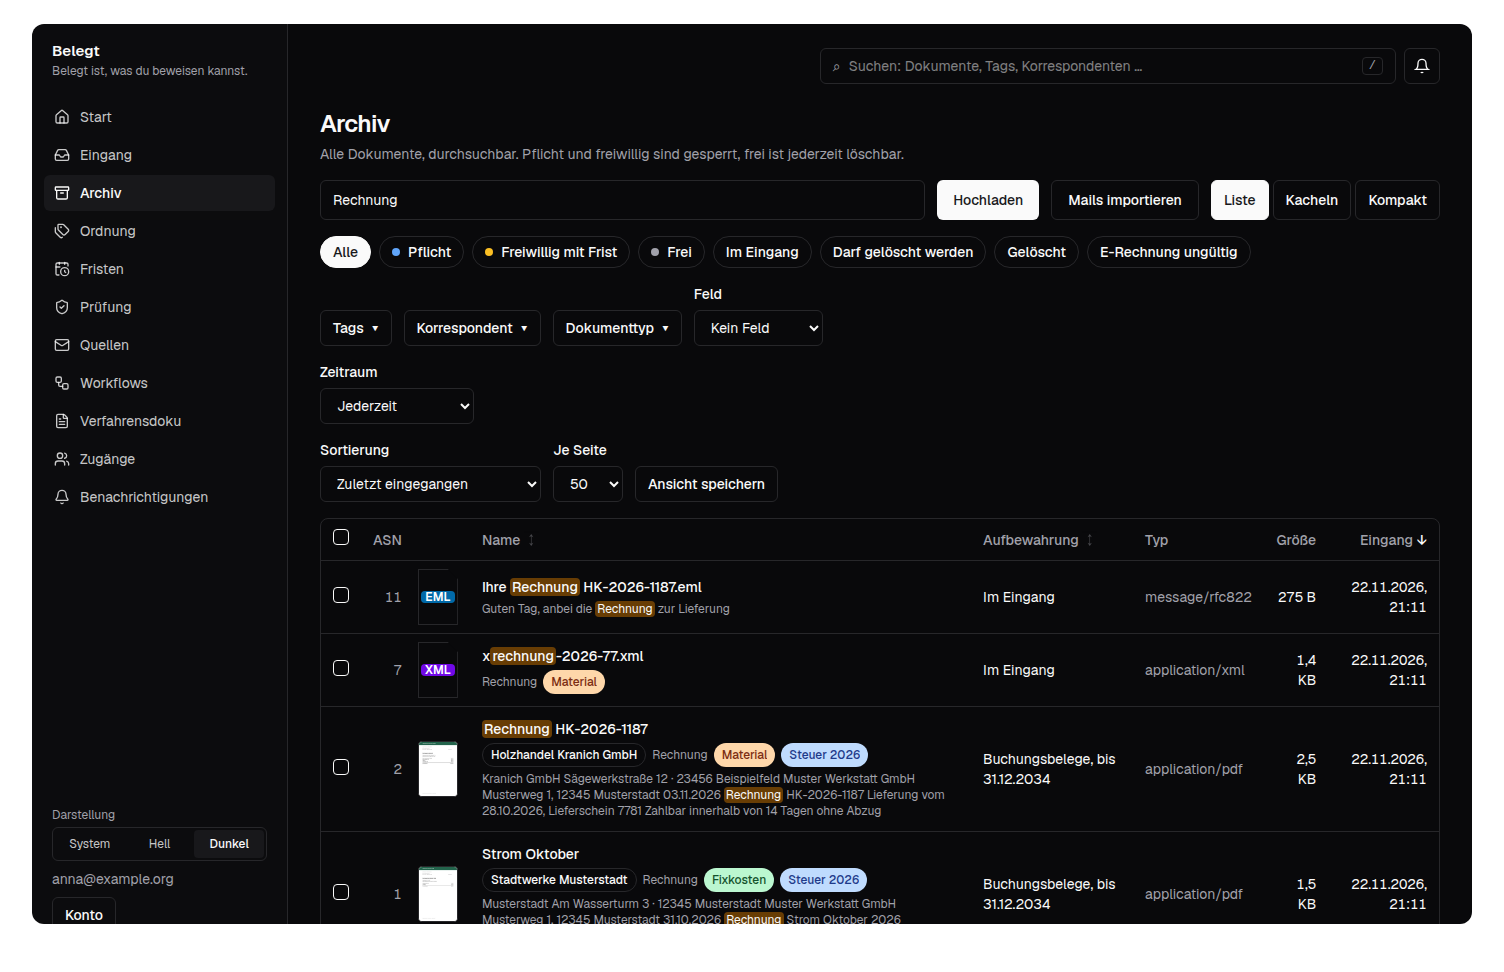 Belegt
Belegt ist, was du beweisen kannst.
Start
Eingang
Archiv
Ordnung
Fristen
Prüfung
Quellen
Workflows
Verfahrensdoku
Zugänge
Benachrichtigungen
Darstellung
System Hell Dunkel
anna@example.org
Konto
Suchen: Dokumente, Tags, Korrespondenten … /
Archiv
Alle Dokumente, durchsuchbar. Pflicht und freiwillig sind gesperrt, frei ist jederzeit löschbar.
Rechnung Hochladen Mails importieren Liste Kacheln Kompakt
Alle Pflicht Freiwillig mit Frist Frei Im Eingang Darf gelöscht werden Gelöscht E-Rechnung ungültig
Feld
Tags Korrespondent Dokumenttyp Kein Feld
Zeitraum
Jederzeit
Sortierung Je Seite
Zuletzt eingegangen 50 Ansicht speichern
ASN Name Aufbewahrung Typ Größe Eingang
11 EML Ihre Rechnung HK-2026-1187.eml
Guten Tag, anbei die Rechnung zur Lieferung
Im Eingang message/rfc822 275 B 22.11.2026,
21:11
7 XML xrechnung-2026-77.xml
Rechnung Material
Im Eingang application/xml 1,4 22.11.2026,
KB 21:11
2 Rechnung HK-2026-1187
Holzhandel Kranich GmbH Rechnung Material Steuer 2026
Kranich GmbH Sägewerkstraße 12 · 23456 Beispielfeld Muster Werkstatt GmbH
Musterweg 1, 12345 Musterstadt 03.11.2026 Rechnung HK-2026-1187 Lieferung vom
28.10.2026, Lieferschein 7781 Zahlbar innerhalb von 14 Tagen ohne Abzug
Buchungsbelege, bis application/pdf 2,5 22.11.2026,
31.12.2034 KB 21:11
1 Strom Oktober
Stadtwerke Musterstadt Rechnung Fixkosten Steuer 2026
Musterstadt Am Wasserturm 3 · 12345 Musterstadt Muster Werkstatt GmbH
Musterweg 1, 12345 Musterstadt 31.10.2026 Rechnung Strom Oktober 2026
Buchungsbelege, bis application/pdf 1,5 22.11.2026,
31.12.2034 KB 21:11